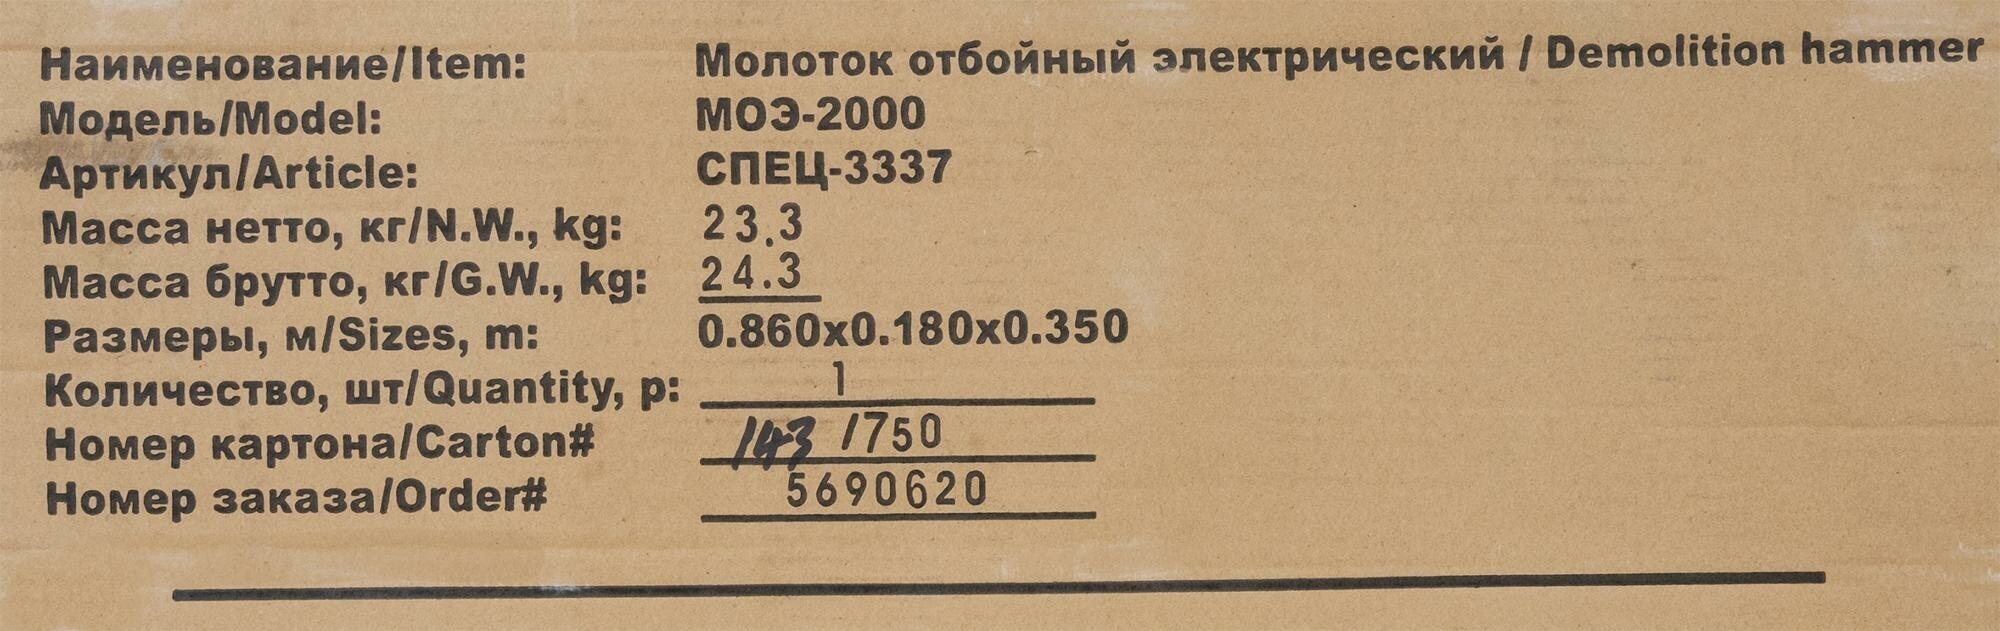 Наименование/Item: Молоток отбойный электрический / Demolition hammer
Модель/Model: МОЭ-2000
Артикул/Article: СПЕЦ-3337
Масса нетто, кг/N.W., kg: 23.3
Масса брутто, кг/G.W., kg: 24.3
Размеры, м/Sizes, m: 0.860x0.180x0.350
Количество, шт/Quantity, p: 1
Номер картона/Carton# 143 /750
Номер заказа/Order# 5690620